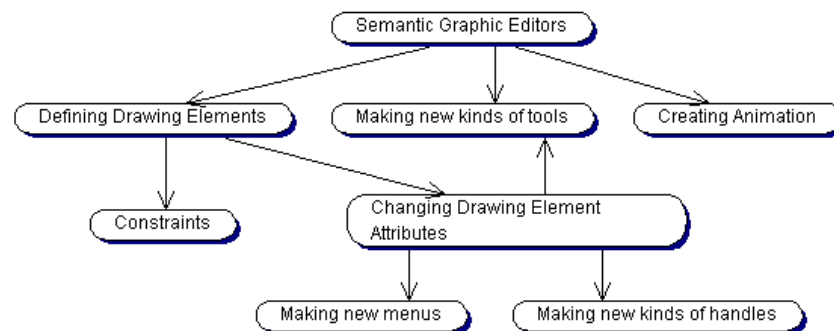 Semantic Graphic Editors
Defining Drawing Elements
Making new kinds of tools
Creating Animation
Constraints
Changing Drawing Element
Attributes
Making new menus
Making new kinds of handles